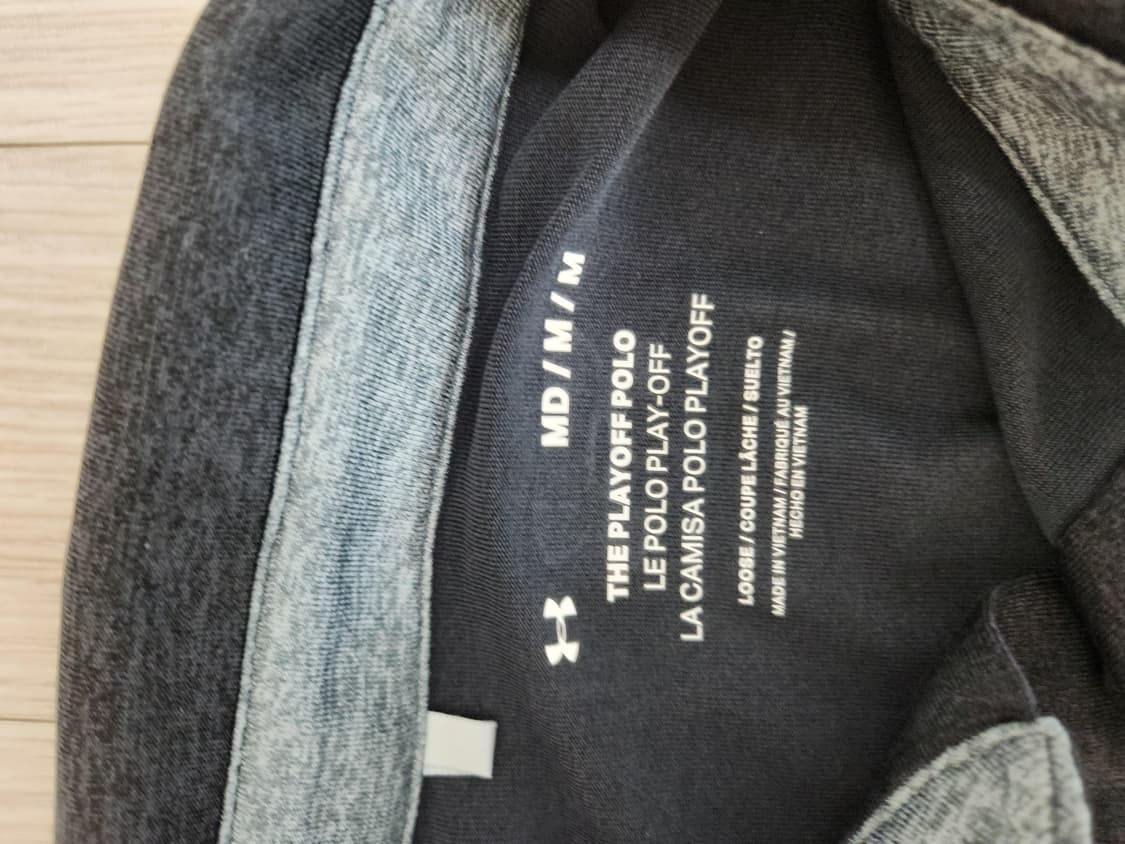 MD / M / M
THE PLAYOFF POLO
LE POLO PLAY-OFF
LA CAMISA POLO PLAYOFF
LOOSE / COUPE LÂCHE / SUELTO
MADE IN VIETNAM / FABRIQUÉ AU VIETNAM /
HECHO EN VIETNAM